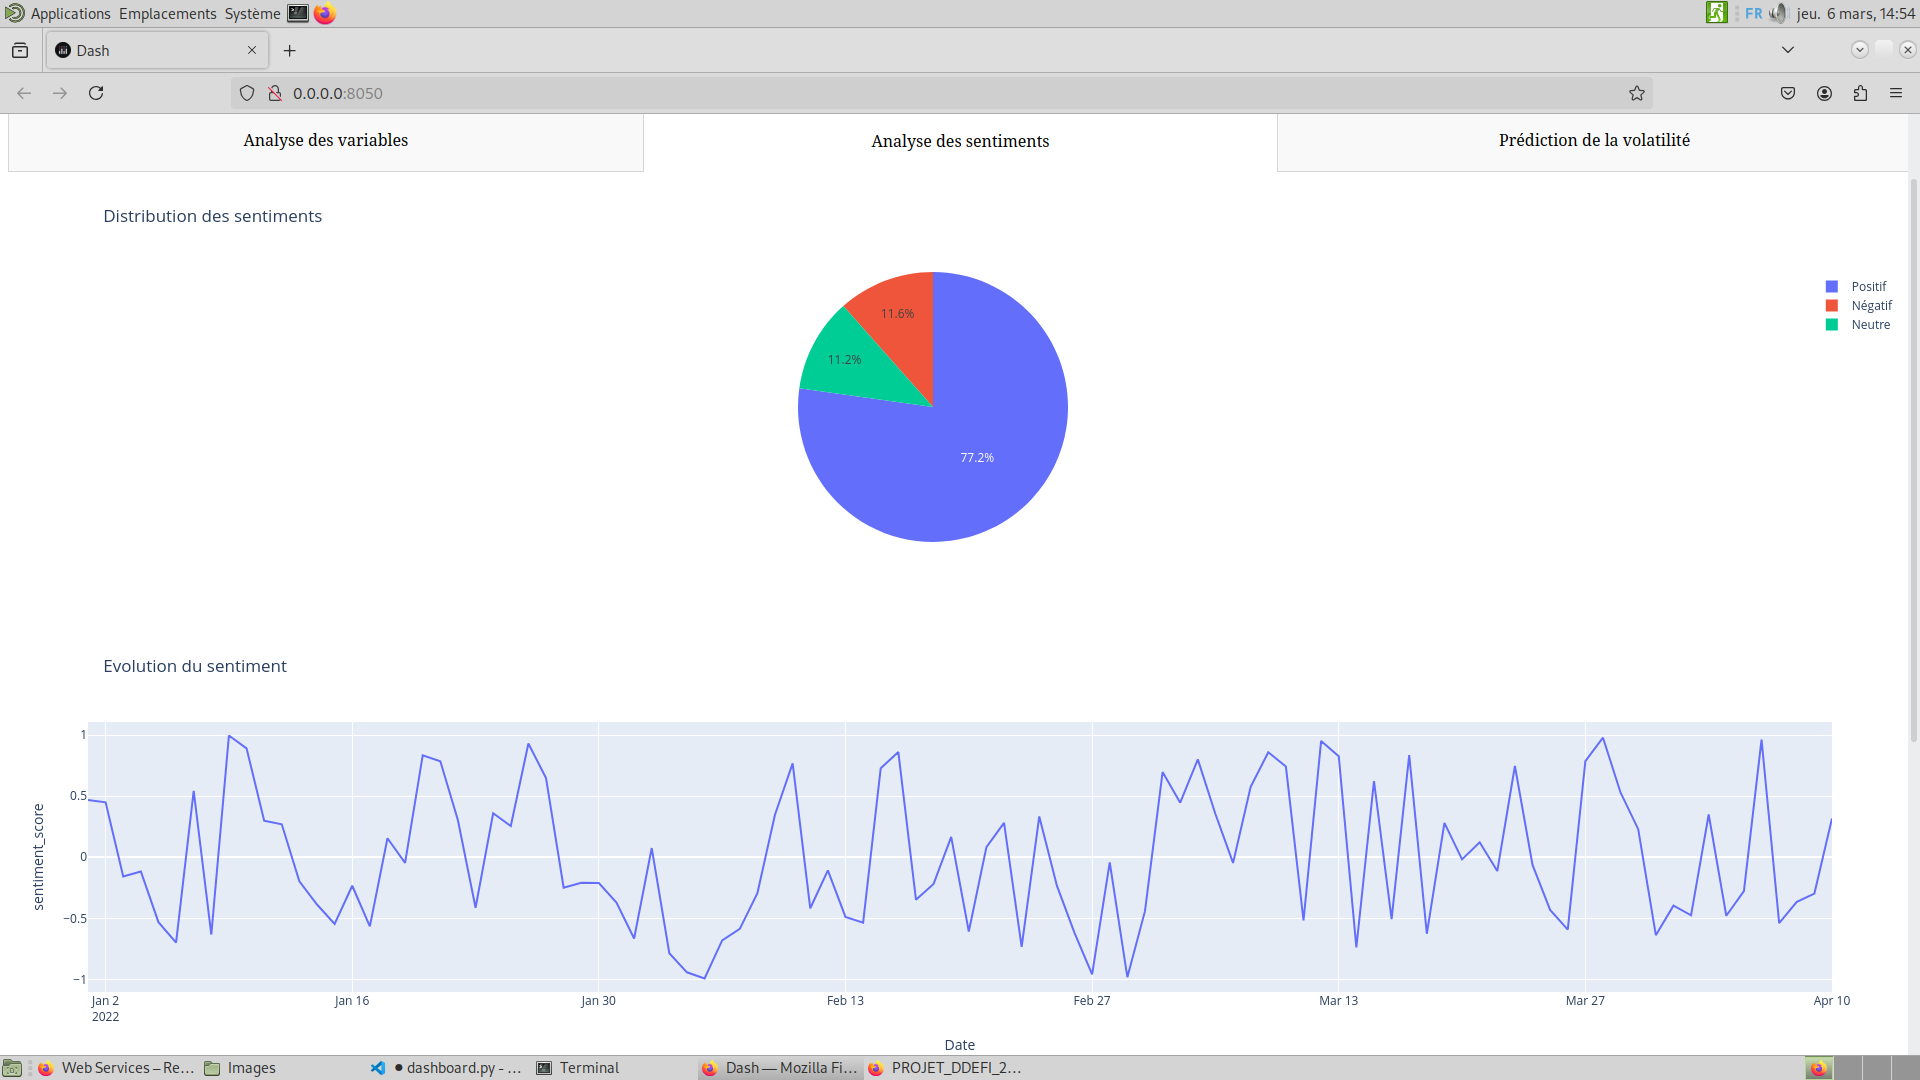 Applications Emplacements Système FR jeu. 6 mars, 14:54
Dash
0.0.0.0:8050
Analyse des variables Analyse des sentiments Prédiction de la volatilité
Distribution des sentiments
Positif
Négatif
Neutre
11.6%
11.2%
77.2%
Evolution du sentiment
sentiment_score
1
0.5
0
−0.5
−1
Jan 2 Jan 16 Jan 30 Feb 13 Feb 27 Mar 13 Mar 27 Apr 10
2022
Date
Web Services – Re... Images dashboard.py - ... Terminal Dash — Mozilla Fi... PROJET_DDEFI_2...